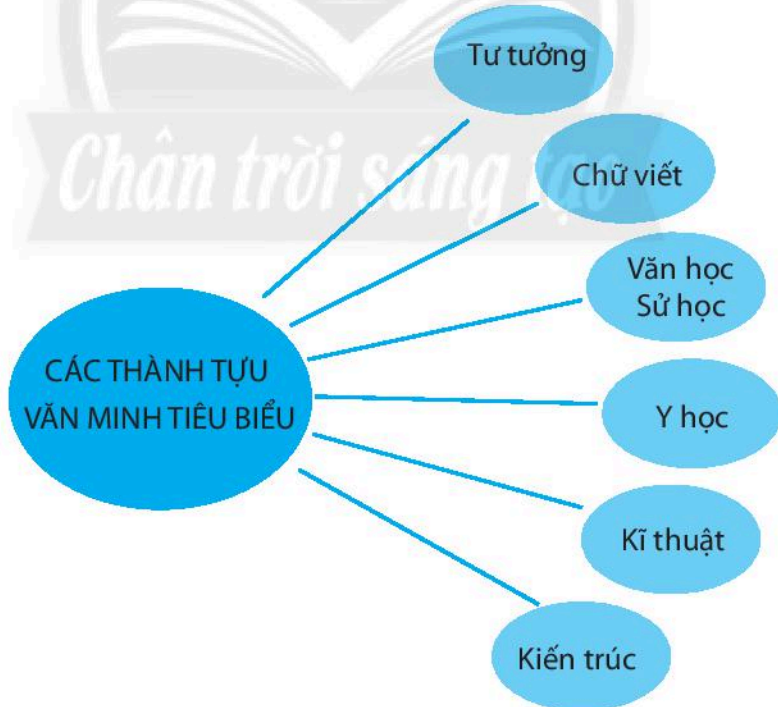 Tư tưởng
Chân trời sáng tạo
Chữ viết
Văn học
Sử học
CÁC THÀNH TỰU
VĂN MINH TIÊU BIỂU
Y học
Kĩ thuật
Kiến trúc